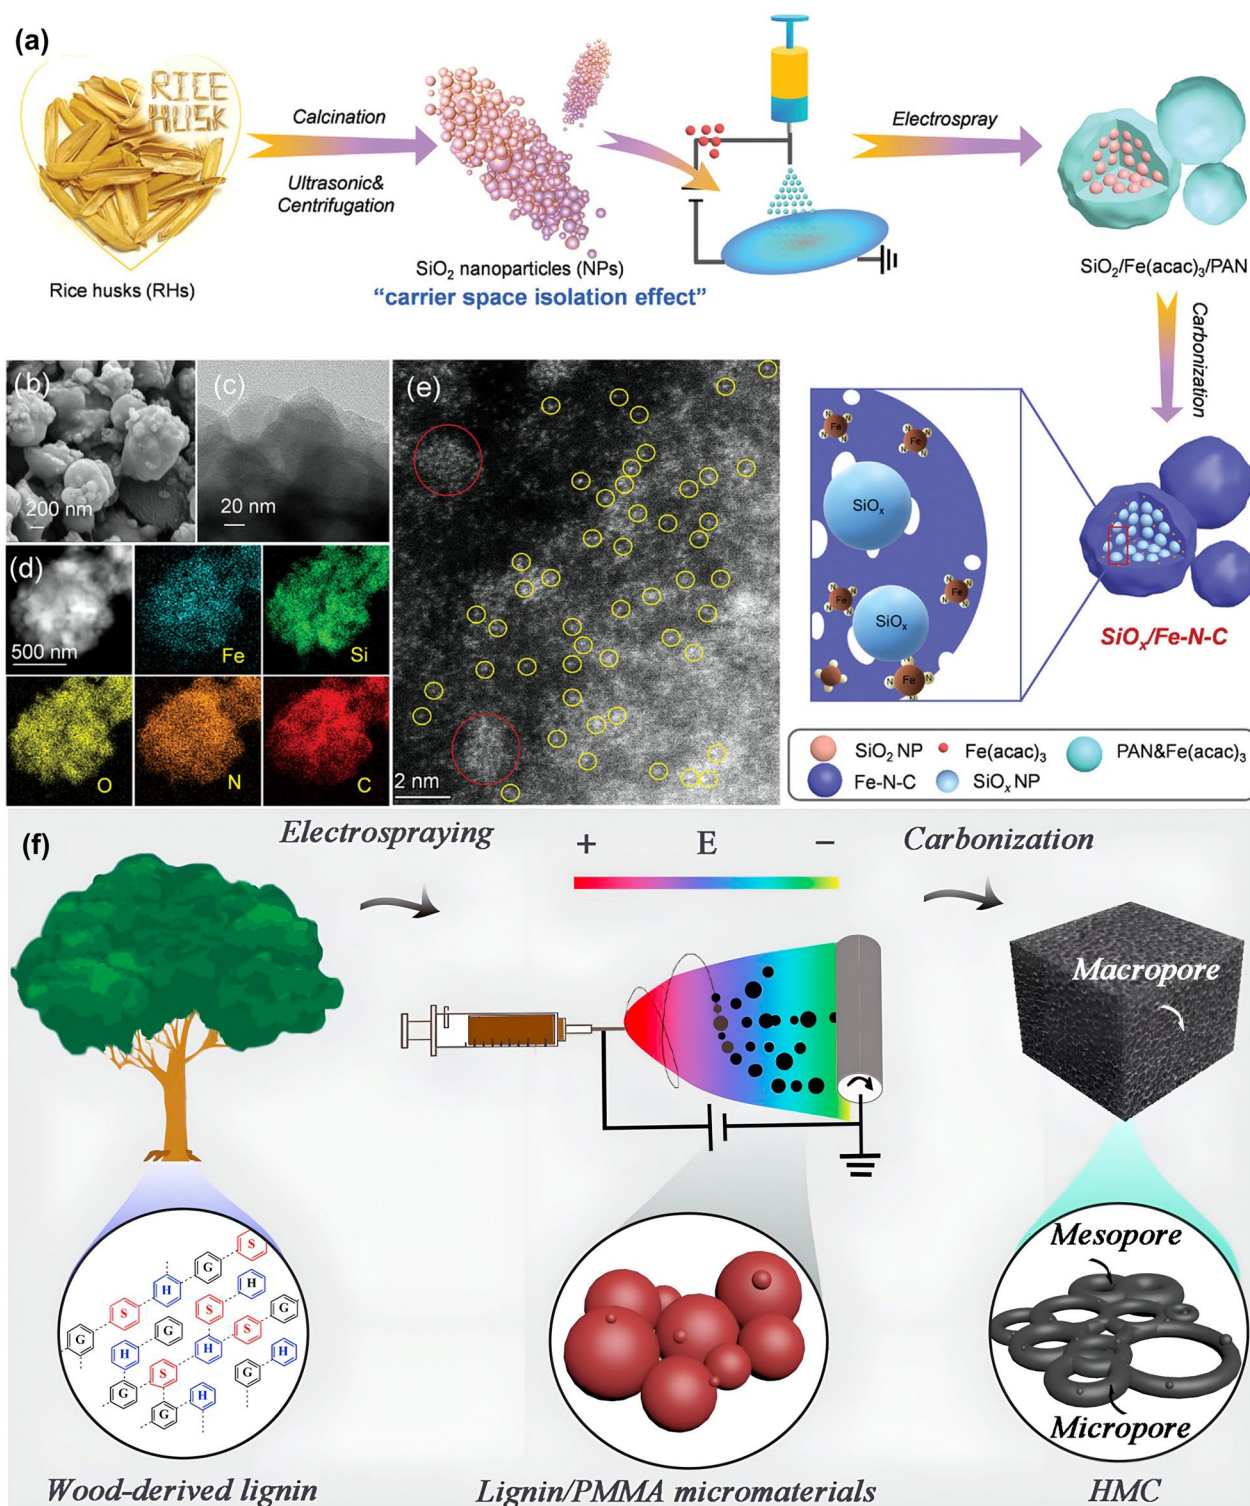 (a)
RICE
HUSK
Calcination
Ultrasonic&
Centrifugation
Rice husks (RHs)
SiO₂ nanoparticles (NPs)
"carrier space isolation effect"
Electrospray
SiO₂/Fe(acac)₃/PAN
Carbonization
(b)
200 nm
(c)
20 nm
(d)
500 nm
Fe
Si
O
N
C
(e)
2 nm
N
N
Fe
N
N
N
N
Fe
N
N
SiOₓ
N
N
Fe
N
N
N
N
Fe
N
N
SiOₓ
N
Fe
N
N
SiOₓ/Fe-N-C
SiO₂ NP
Fe(acac)₃
PAN&Fe(acac)₃
Fe-N-C
SiOₓ NP
(f)
Electrospraying
+ E −
Carbonization
Macropore
S
G
H
H
S
S
G
G
G
S
H
H
H
S
G
G
H
G
Mesopore
Micropore
Wood-derived lignin
Lignin/PMMA micromaterials
HMC